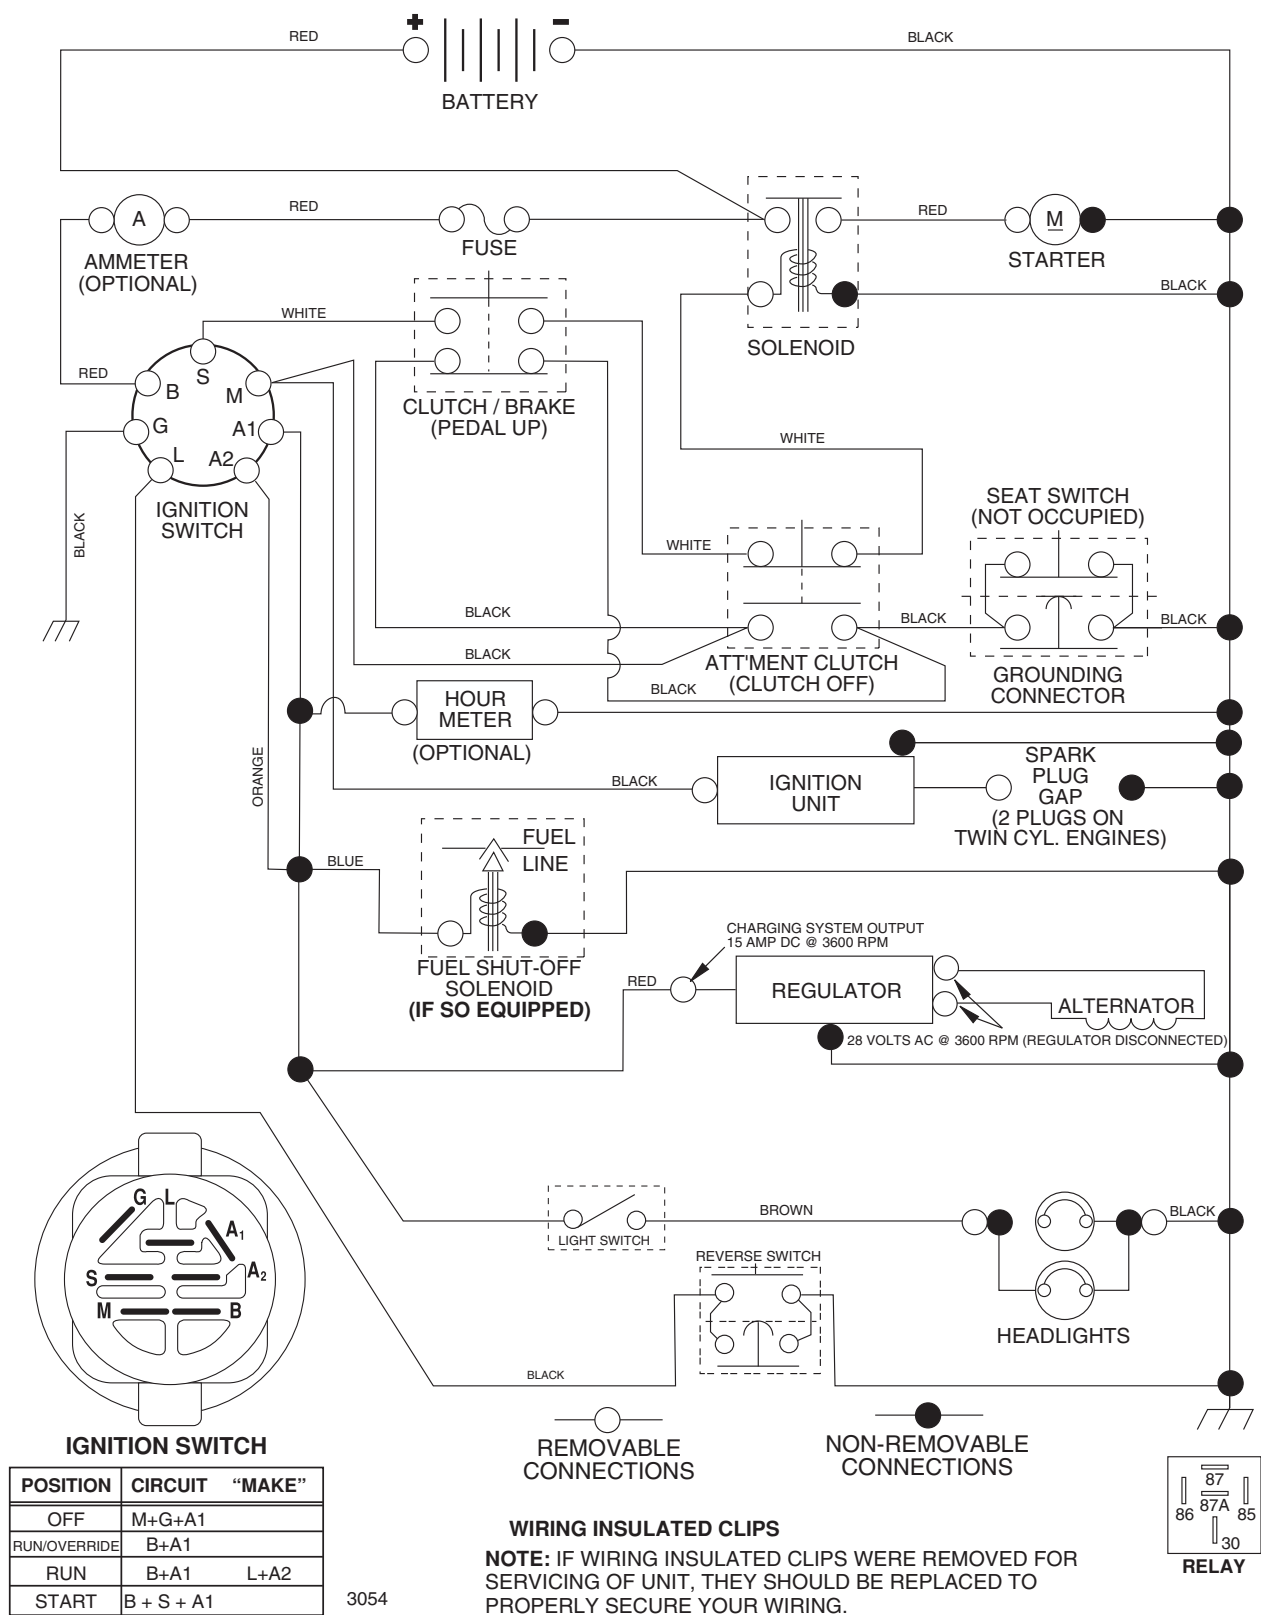 + −
RED
BLACK
BATTERY
A
RED
FUSE
RED
M
STARTER
AMMETER
(OPTIONAL)
BLACK
SOLENOID
WHITE
RED
S
B
M
G
A1
L
A2
CLUTCH / BRAKE
(PEDAL UP)
IGNITION
SWITCH
BLACK
WHITE
SEAT SWITCH
(NOT OCCUPIED)
WHITE
BLACK
BLACK
BLACK
BLACK
BLACK
ATT'MENT CLUTCH
(CLUTCH OFF)
GROUNDING
CONNECTOR
HOUR
METER
(OPTIONAL)
ORANGE
BLACK
IGNITION
UNIT
SPARK
PLUG
GAP
(2 PLUGS ON
TWIN CYL. ENGINES)
BLUE
FUEL
LINE
FUEL SHUT-OFF
SOLENOID
(IF SO EQUIPPED)
CHARGING SYSTEM OUTPUT
15 AMP DC @ 3600 RPM
RED
REGULATOR
ALTERNATOR
28 VOLTS AC @ 3600 RPM (REGULATOR DISCONNECTED)
G L
A1
A2
S
M B
IGNITION SWITCH
LIGHT SWITCH
BROWN
BLACK
REVERSE SWITCH
HEADLIGHTS
BLACK
REMOVABLE
CONNECTIONS
NON-REMOVABLE
CONNECTIONS
POSITION CIRCUIT “MAKE”
OFF M+G+A1
RUN/OVERRIDE B+A1
RUN B+A1 L+A2
START B + S + A1
3054
WIRING INSULATED CLIPS
NOTE: IF WIRING INSULATED CLIPS WERE REMOVED FOR
SERVICING OF UNIT, THEY SHOULD BE REPLACED TO
PROPERLY SECURE YOUR WIRING.
87
87A
86 85
30
RELAY